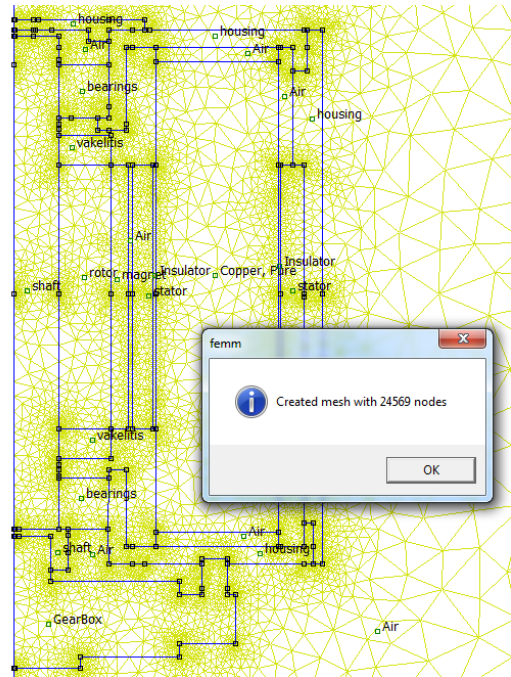 housing
housing
Air
Air
bearings
Air
housing
vakelitis
Air
Insulator
rotor
magnet
Insulator
Copper, Pure
shaft
stator
stator
femm
Created mesh with 24569 nodes
OK
vakelitis
bearings
Air
shaft
Air
housing
GearBox
Air